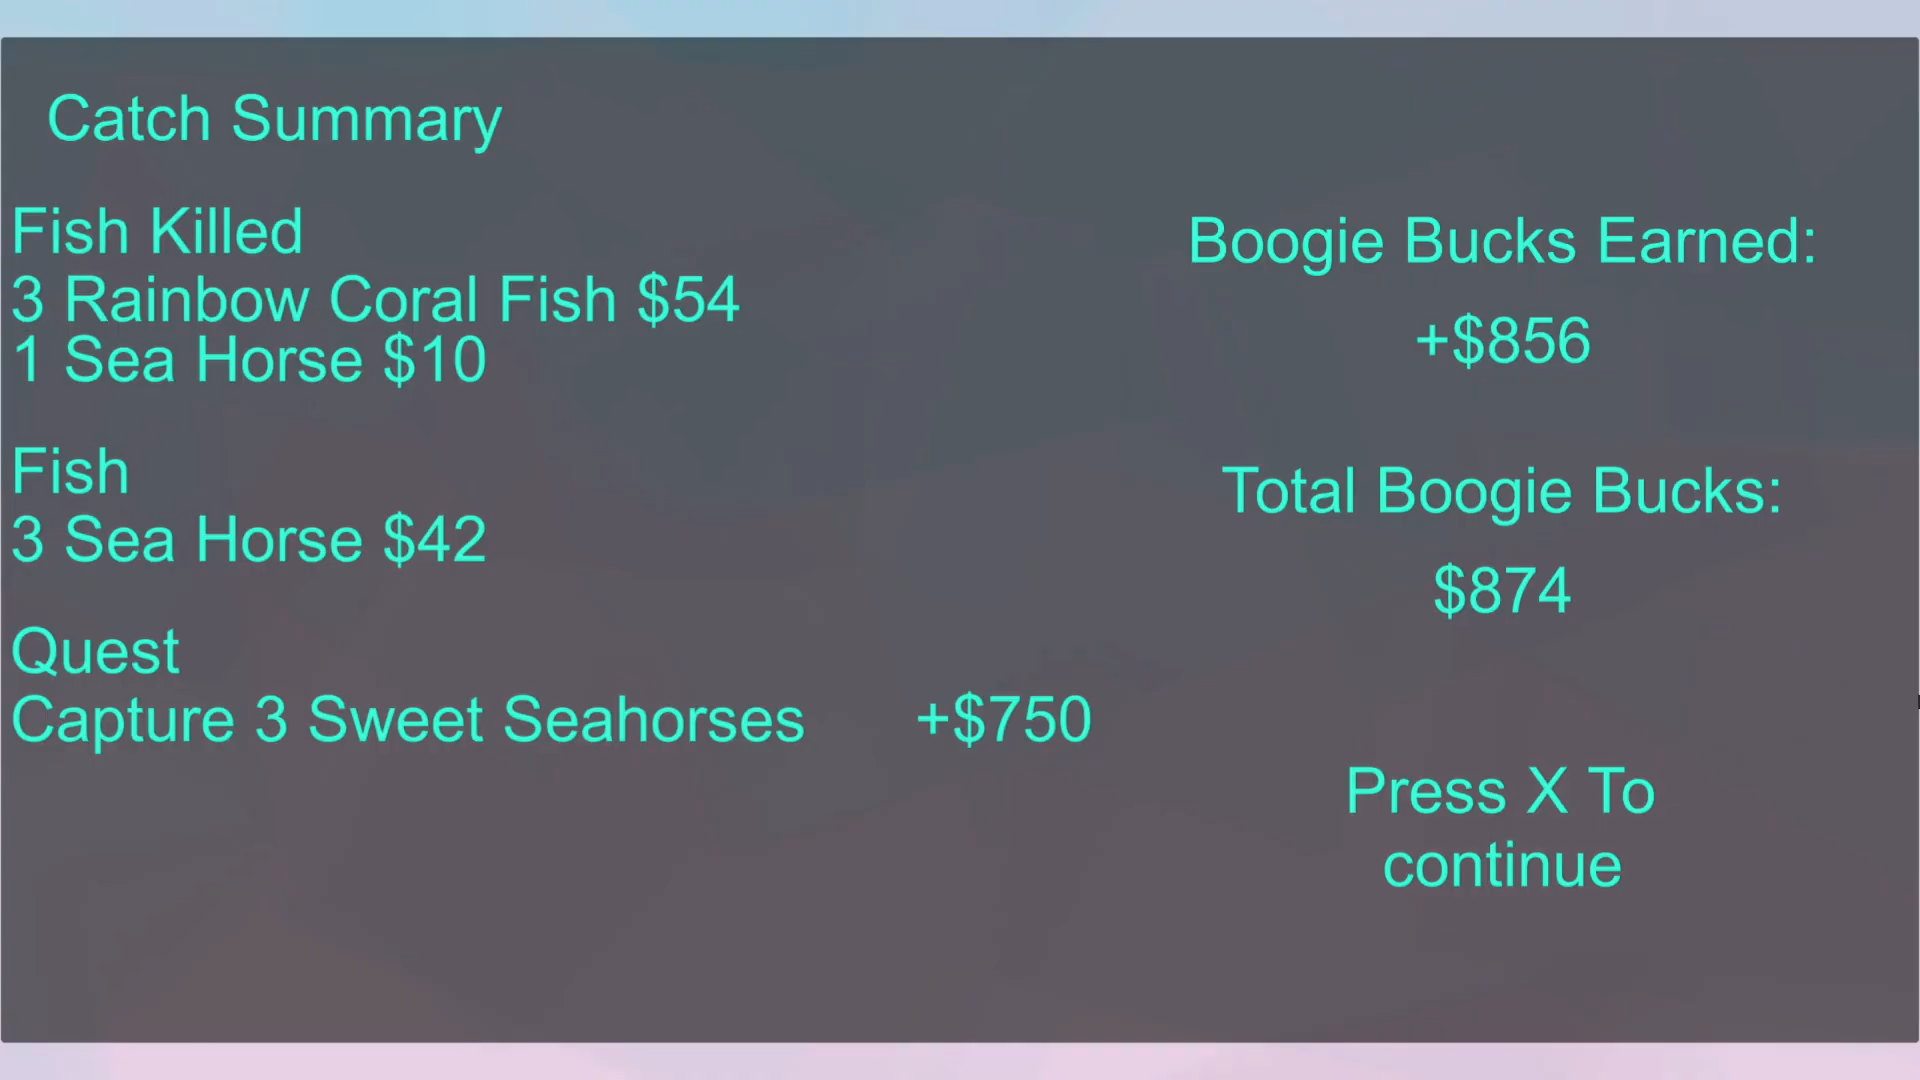 Catch Summary
Fish Killed
3 Rainbow Coral Fish $54
1 Sea Horse $10
Fish
3 Sea Horse $42
Quest
Capture 3 Sweet Seahorses +$750
Boogie Bucks Earned:
+$856
Total Boogie Bucks:
$874
Press X To
continue